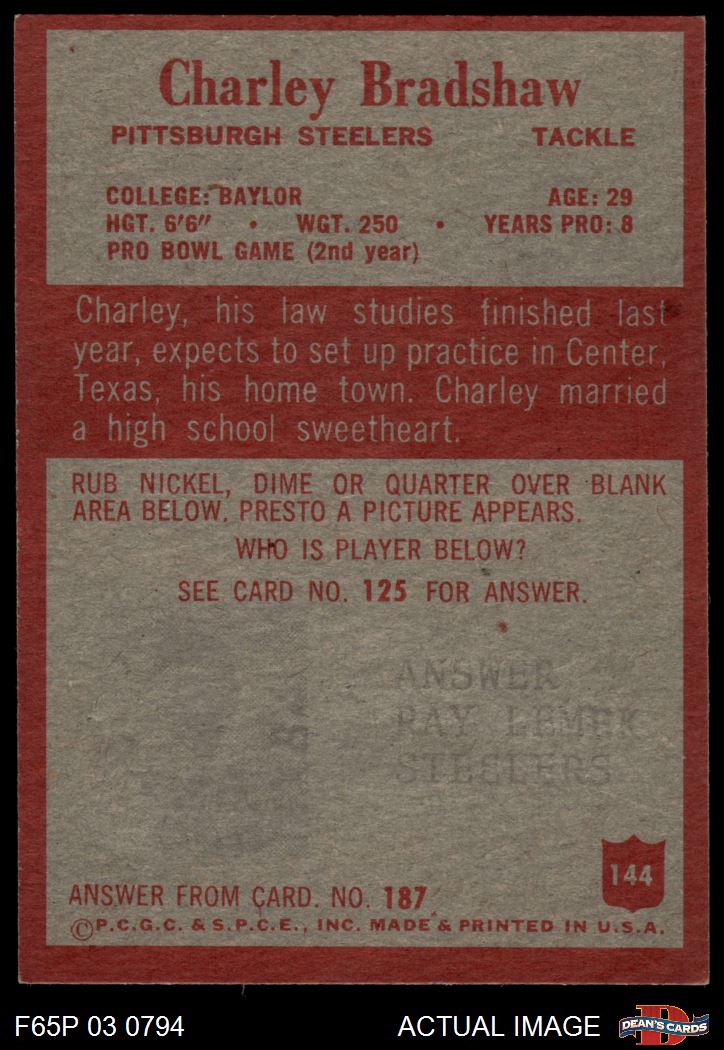 Charley Bradshaw
PITTSBURGH STEELERS TACKLE
COLLEGE: BAYLOR AGE: 29
HGT. 6'6" • WGT. 250 • YEARS PRO: 8
PRO BOWL GAME (2nd year)
Charley, his law studies finished last
year, expects to set up practice in Center,
Texas, his home town. Charley married
a high school sweetheart.
RUB NICKEL, DIME OR QUARTER OVER BLANK
AREA BELOW. PRESTO A PICTURE APPEARS.
WHO IS PLAYER BELOW?
SEE CARD NO. 125 FOR ANSWER.
ANSWER
RAY LEMEK
STEELERS
144
ANSWER FROM CARD. NO. 187
©P.C.G.C. & S.P.C.E., INC. MADE & PRINTED IN U.S.A.
F65P 03 0794 ACTUAL IMAGE D DEAN'S CARDS